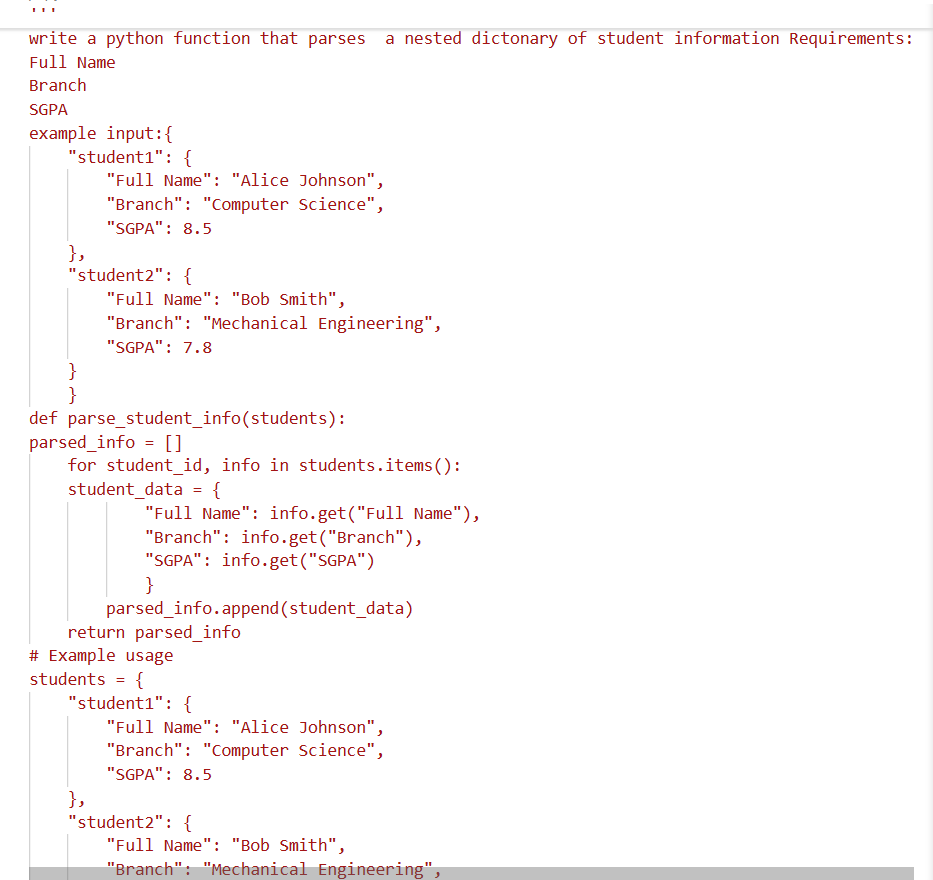 '''
write a python function that parses  a nested dictonary of student information Requirements:
Full Name
Branch
SGPA
example input:{
    "student1": {
        "Full Name": "Alice Johnson",
        "Branch": "Computer Science",
        "SGPA": 8.5
    },
    "student2": {
        "Full Name": "Bob Smith",
        "Branch": "Mechanical Engineering",
        "SGPA": 7.8
    }
    }
def parse_student_info(students):
parsed_info = []
    for student_id, info in students.items():
    student_data = {
            "Full Name": info.get("Full Name"),
            "Branch": info.get("Branch"),
            "SGPA": info.get("SGPA")
            }
        parsed_info.append(student_data)
    return parsed_info
# Example usage
students = {
    "student1": {
        "Full Name": "Alice Johnson",
        "Branch": "Computer Science",
        "SGPA": 8.5
    },
    "student2": {
        "Full Name": "Bob Smith",
        "Branch": "Mechanical Engineering",